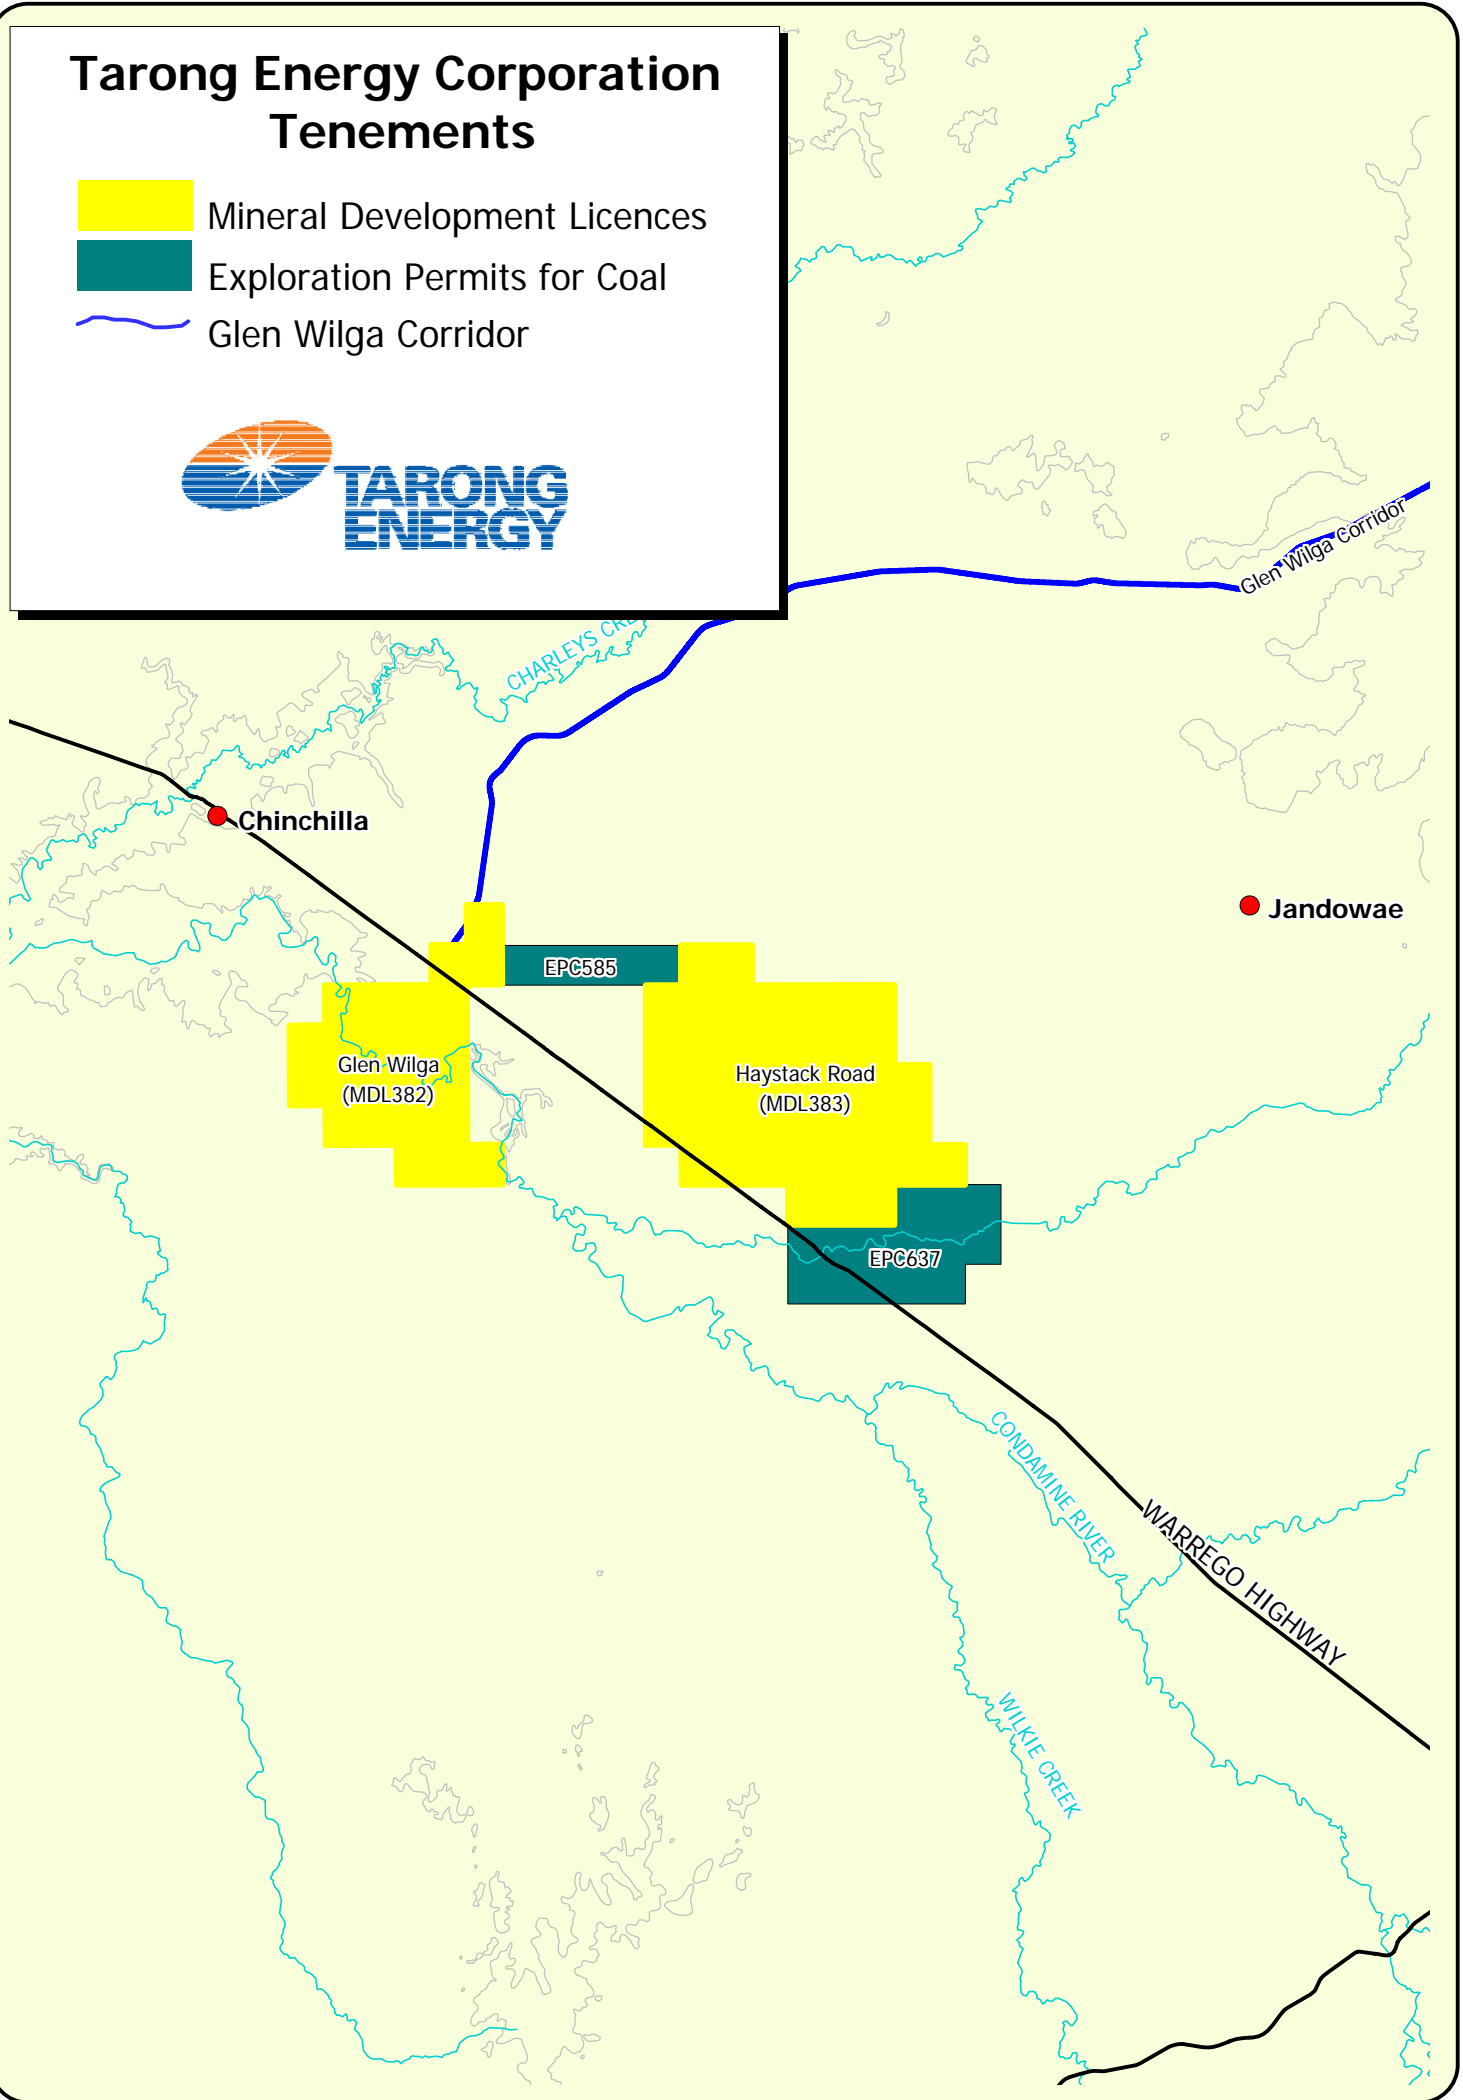 Tarong Energy Corporation
Tenements
Mineral Development Licences
Exploration Permits for Coal
Glen Wilga Corridor
TARONG
ENERGY
Glen Wilga Corridor
CHARLEYS CRE
Chinchilla
Jandowae
EPC585
Glen Wilga
(MDL382)
Haystack Road
(MDL383)
EPC637
CONDAMINE RIVER
WARREGO HIGHWAY
WILKIE CREEK